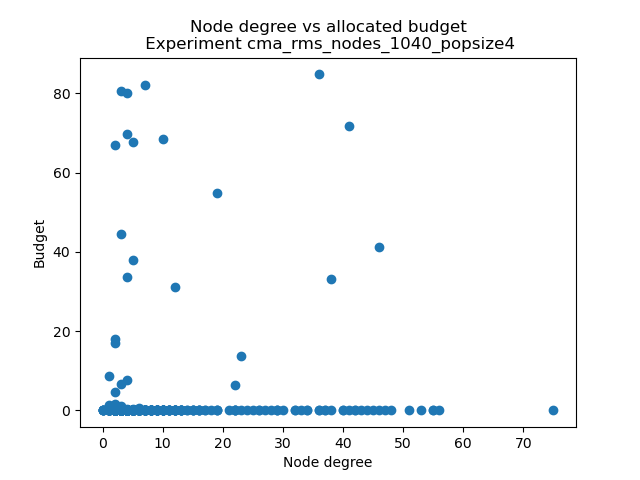 Node degree vs allocated budget
Experiment cma_rms_nodes_1040_popsize4
80
60
40
20
0
Budget
0 10 20 30 40 50 60 70
Node degree